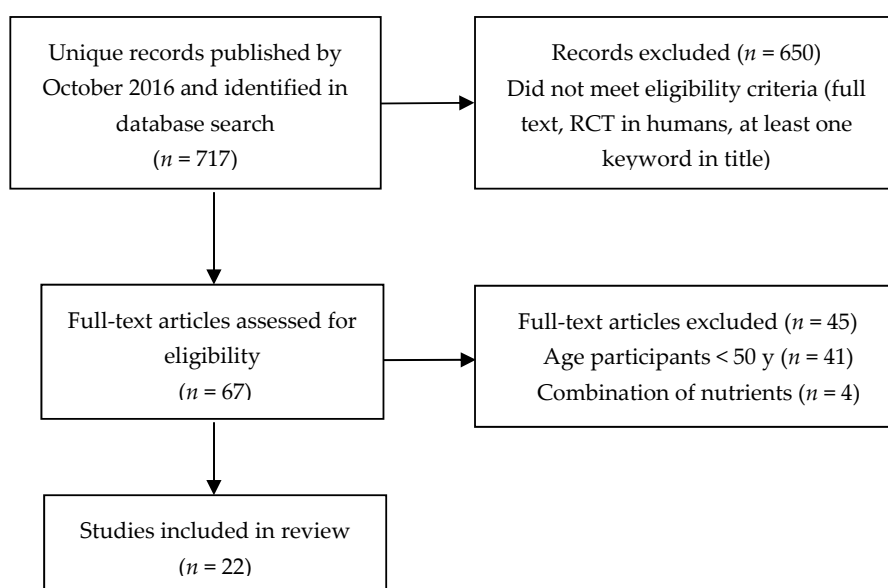 Unique records published by
October 2016 and identified in
database search
(n = 717)
Records excluded (n = 650)
Did not meet eligibility criteria (full
text, RCT in humans, at least one
keyword in title)
Full-text articles assessed for
eligibility
(n = 67)
Full-text articles excluded (n = 45)
Age participants < 50 y (n = 41)
Combination of nutrients (n = 4)
Studies included in review
(n = 22)